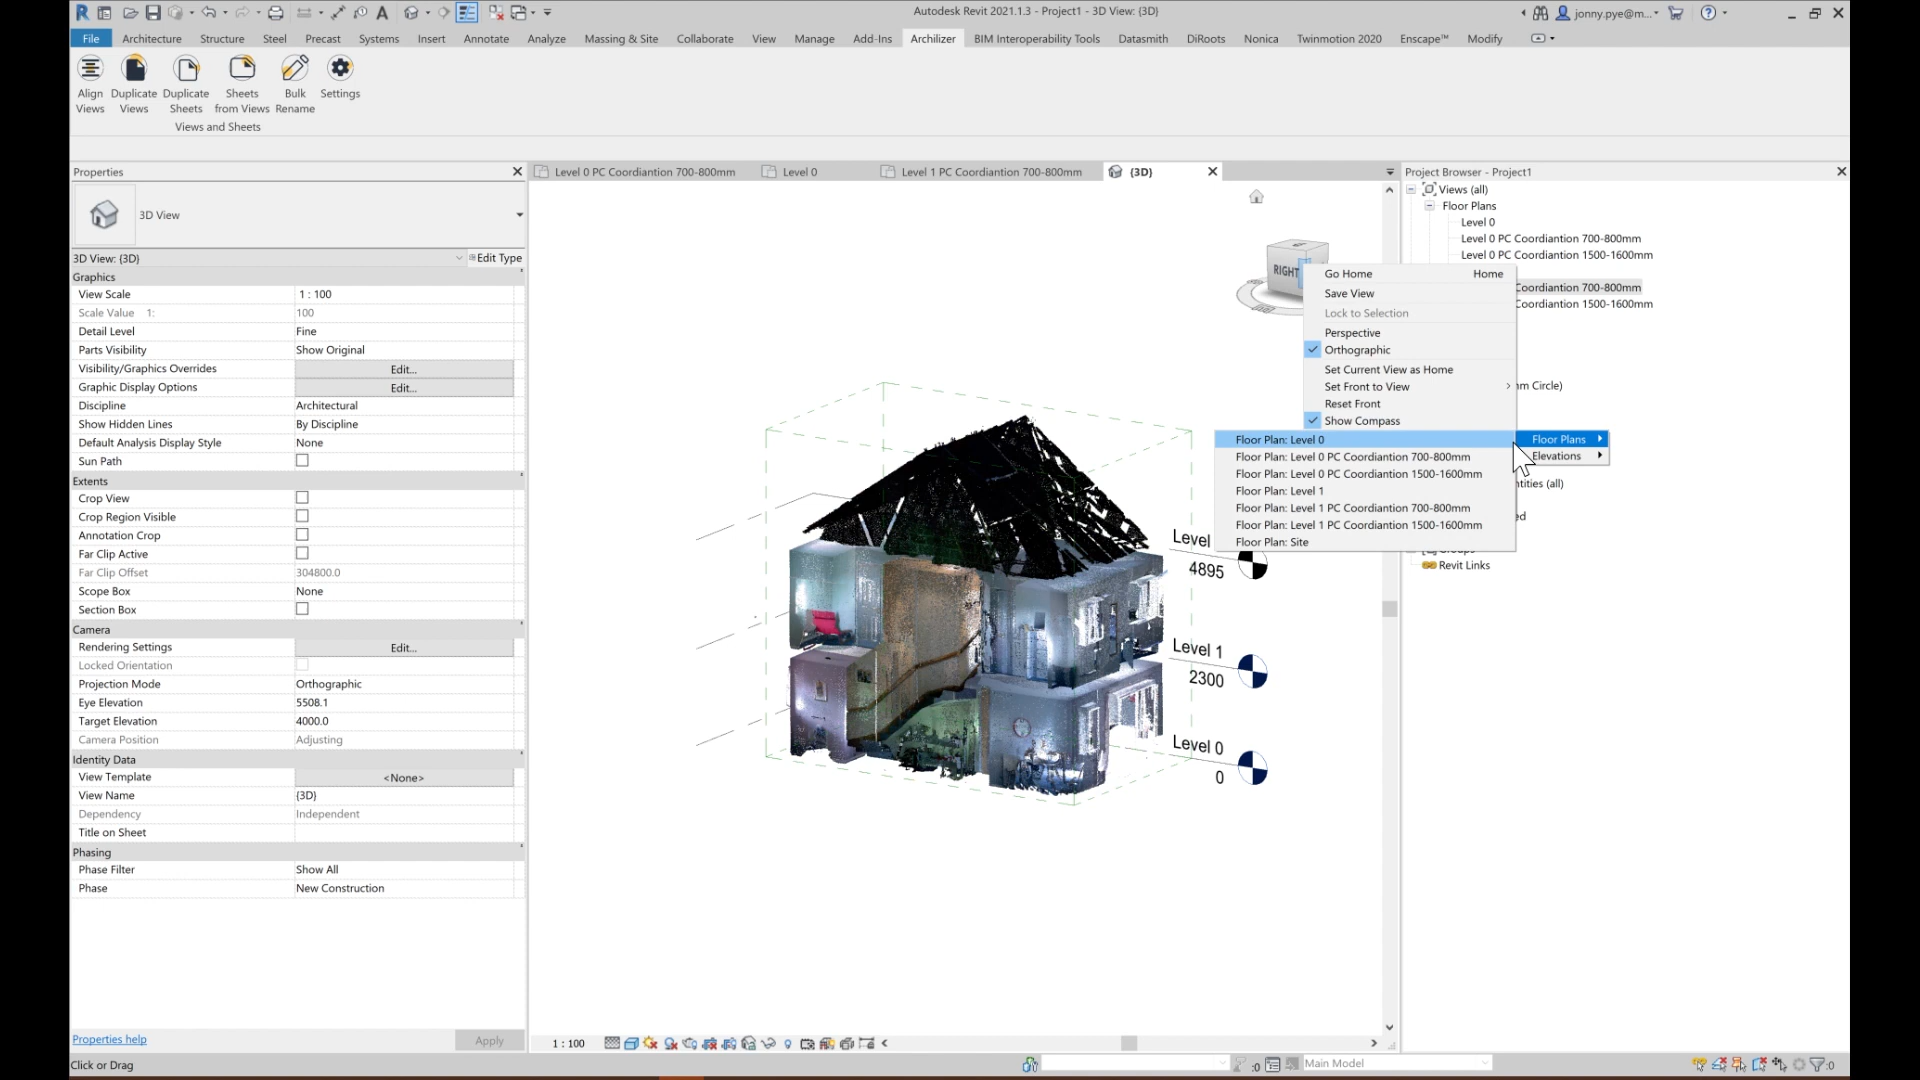 Autodesk Revit 2021.1.3 - Project1 - 3D View: {3D}
jonny.pye@m...
File Architecture Structure Steel Precast Systems Insert Annotate Analyze Massing & Site Collaborate View Manage Add-Ins Archilizer BIM Interoperability Tools Datasmith DiRoots Nonica Twinmotion 2020 Enscape™ Modify
Align Views
Duplicate Views
Duplicate Sheets
Sheets from Views
Bulk Rename
Settings
Views and Sheets
Properties
3D View
3D View: {3D} Edit Type
Graphics
View Scale 1 : 100
Scale Value 1: 100
Detail Level Fine
Parts Visibility Show Original
Visibility/Graphics Overrides Edit...
Graphic Display Options Edit...
Discipline Architectural
Show Hidden Lines By Discipline
Default Analysis Display Style None
Sun Path
Extents
Crop View
Crop Region Visible
Annotation Crop
Far Clip Active
Far Clip Offset 304800.0
Scope Box None
Section Box
Camera
Rendering Settings Edit...
Locked Orientation
Projection Mode Orthographic
Eye Elevation 5508.1
Target Elevation 4000.0
Camera Position Adjusting
Identity Data
View Template <None>
View Name {3D}
Dependency Independent
Title on Sheet
Phasing
Phase Filter Show All
Phase New Construction
Properties help Apply
Click or Drag
Level 0 PC Coordiantion 700-800mm Level 0 Level 1 PC Coordiantion 700-800mm {3D}
RIGHT
Go Home Home
Save View
Lock to Selection
Perspective
Orthographic
Set Current View as Home
Set Front to View
Reset Front
Show Compass
Floor Plans
Elevations
Floor Plan: Level 0
Floor Plan: Level 0 PC Coordiantion 700-800mm
Floor Plan: Level 0 PC Coordiantion 1500-1600mm
Floor Plan: Level 1
Floor Plan: Level 1 PC Coordiantion 700-800mm
Floor Plan: Level 1 PC Coordiantion 1500-1600mm
Floor Plan: Site
Level
4895
Level 1
2300
Level 0
0
1 : 100
:0
Main Model
:0
Project Browser - Project1
Views (all)
Floor Plans
Level 0
Level 0 PC Coordiantion 700-800mm
Level 0 PC Coordiantion 1500-1600mm
Coordiantion 700-800mm
Coordiantion 1500-1600mm
m Circle)
ntities (all)
ed
Groups
Revit Links